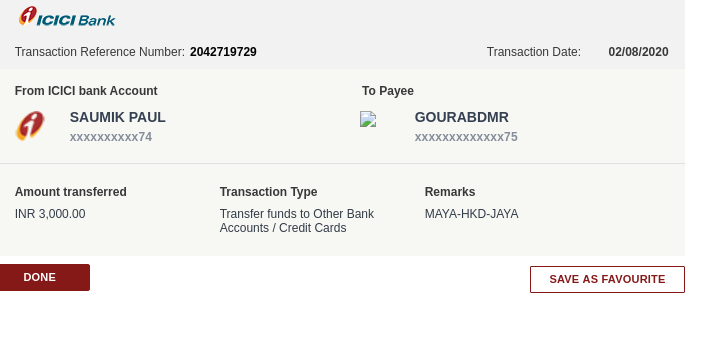 ICICI Bank
Transaction Reference Number: 2042719729 Transaction Date: 02/08/2020
From ICICI bank Account To Payee
SAUMIK PAUL GOURABDMR
xxxxxxxxxx74 xxxxxxxxxxxxx75
Amount transferred Transaction Type Remarks
INR 3,000.00 Transfer funds to Other Bank MAYA-HKD-JAYA
Accounts / Credit Cards
DONE SAVE AS FAVOURITE